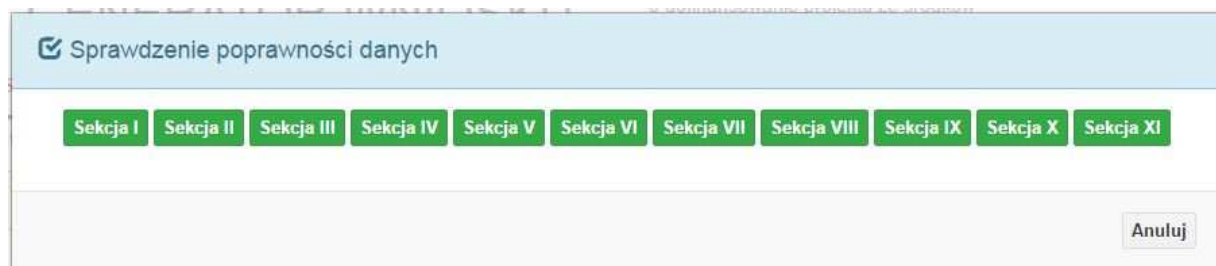 Sprawdzenie poprawności danych
Sekcja I Sekcja II Sekcja III Sekcja IV Sekcja V Sekcja VI Sekcja VII Sekcja VIII Sekcja IX Sekcja X Sekcja XI
Anuluj